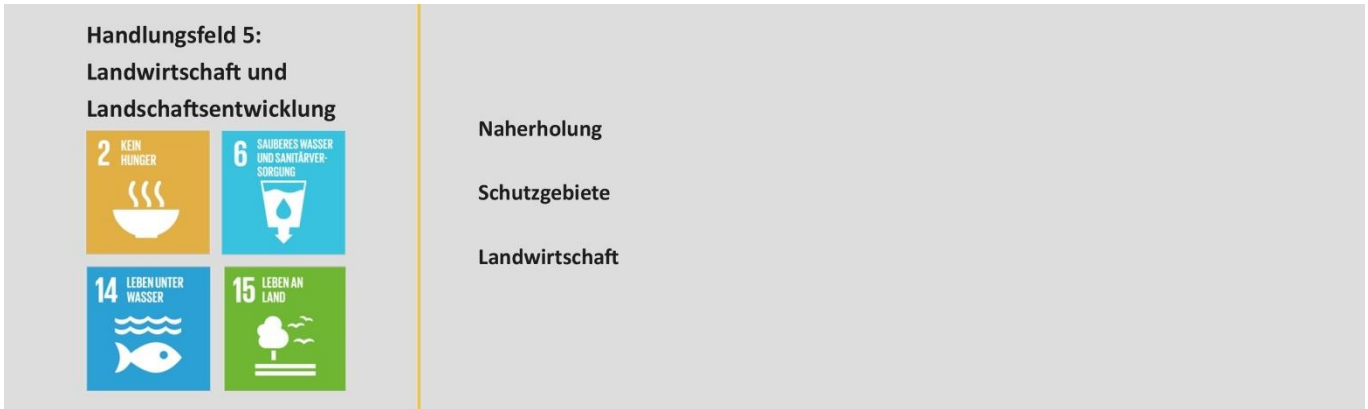 Handlungsfeld 5:
Landwirtschaft und
Landschaftsentwicklung
2 KEIN
HUNGER
6 SAUBERES WASSER
UND SANITÄRVER-
SORGUNG
14 LEBEN UNTER
WASSER
15 LEBEN AN
LAND
Naherholung
Schutzgebiete
Landwirtschaft